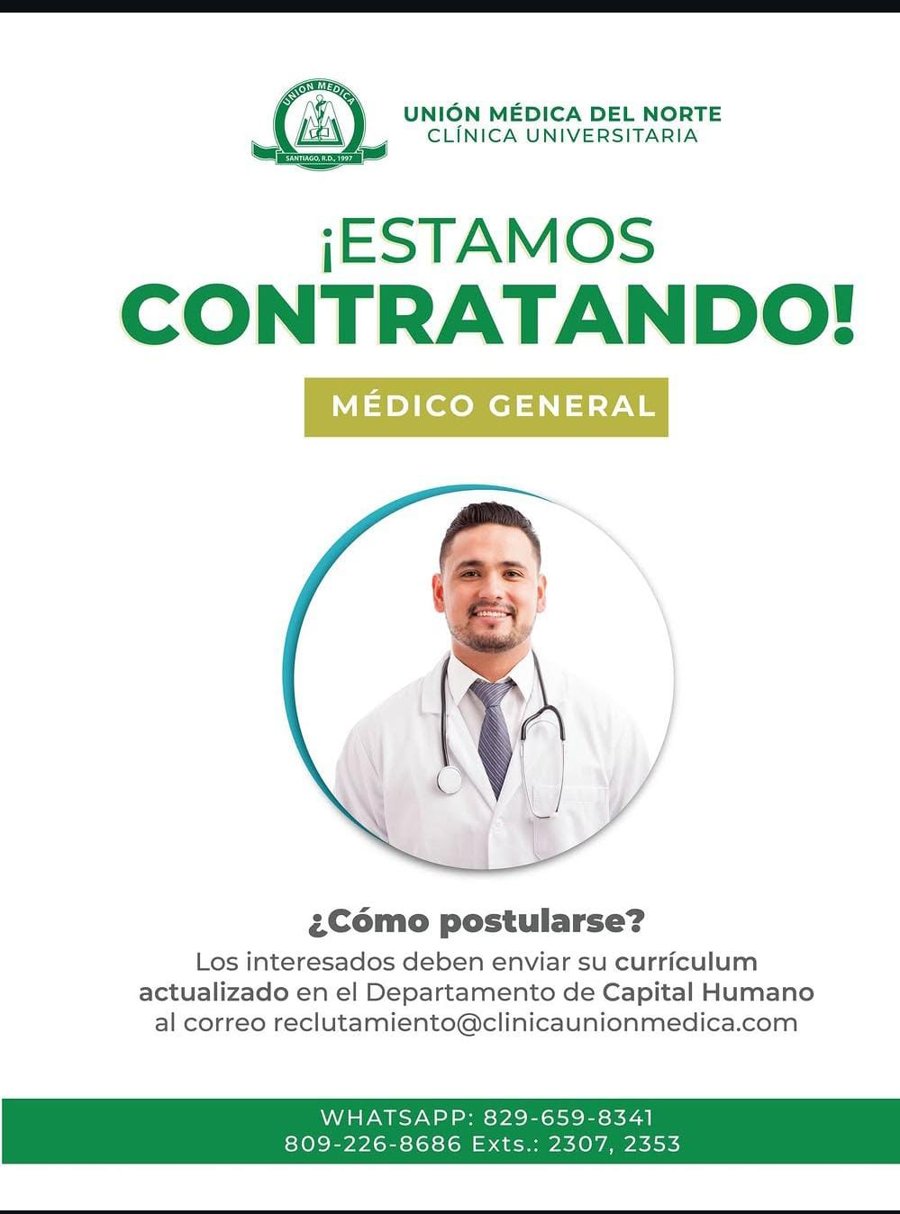 UNION MEDICA
SANTIAGO, R.D., 1997
UNIÓN MÉDICA DEL NORTE
CLÍNICA UNIVERSITARIA
¡ESTAMOS
CONTRATANDO!
MÉDICO GENERAL
¿Cómo postularse?
Los interesados deben enviar su currículum
actualizado en el Departamento de Capital Humano
al correo reclutamiento@clinicaunionmedica.com
WHATSAPP: 829-659-8341
809-226-8686 Exts.: 2307, 2353